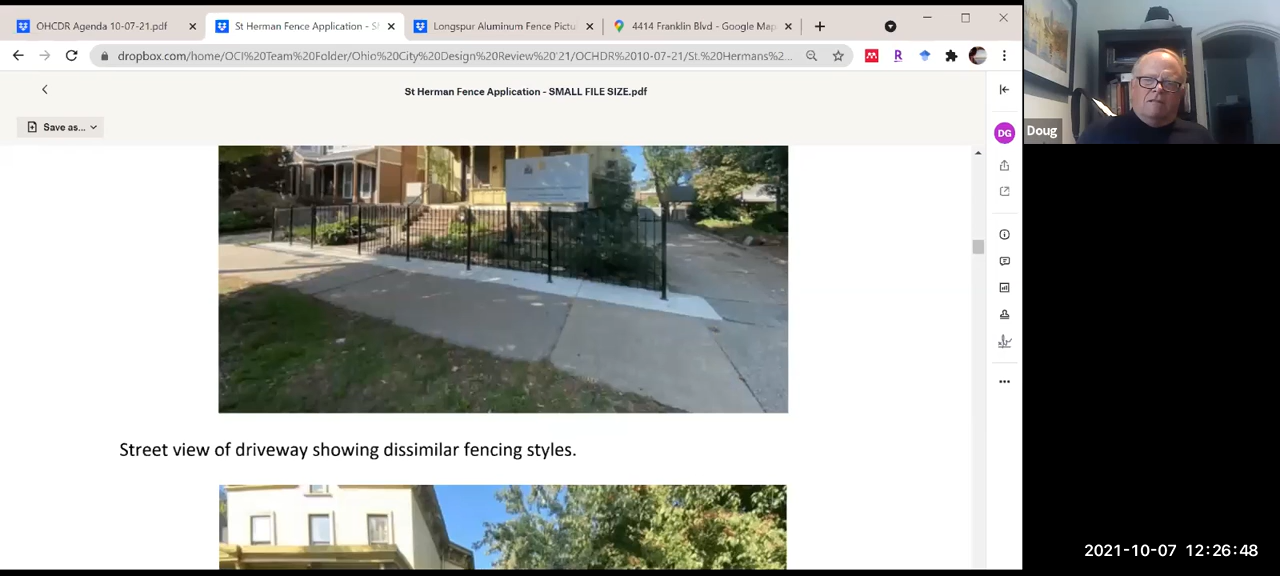 OHCDR Agenda 10-07-21.pdf
St Herman Fence Application - S
Longspur Aluminum Fence Pictu
4414 Franklin Blvd - Google Map
dropbox.com/home/OCI%20Team%20Folder/Ohio%20City%20Design%20Review'21/OCHDR%2010-07-21/St.%20Hermans%2...
R
St Herman Fence Application - SMALL FILE SIZE.pdf
Save as...
DG
Doug
Street view of driveway showing dissimilar fencing styles.
2021-10-07 12:26:48